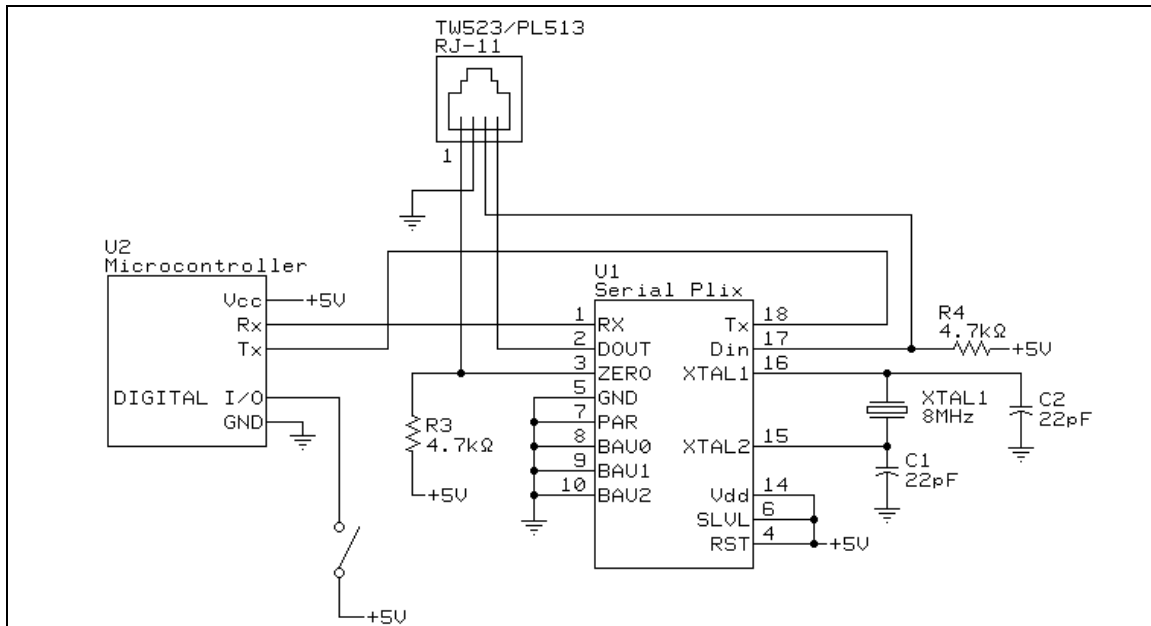 TW523/PL513
RJ-11
1
U2
Microcontroller
Vcc +5V
Rx
Tx
DIGITAL I/O
GND
+5V
R3
4.7kΩ
+5V
U1
Serial Plix
1 RX
2 DOUT
3 ZERO
5 GND
7 PAR
8 BAU0
9 BAU1
10 BAU2
Tx 18
Din 17
XTAL1 16
XTAL2 15
Vdd 14
SLVL 6
RST 4
+5V
R4
4.7kΩ
+5V
XTAL1
8MHz
C2
22pF
C1
22pF